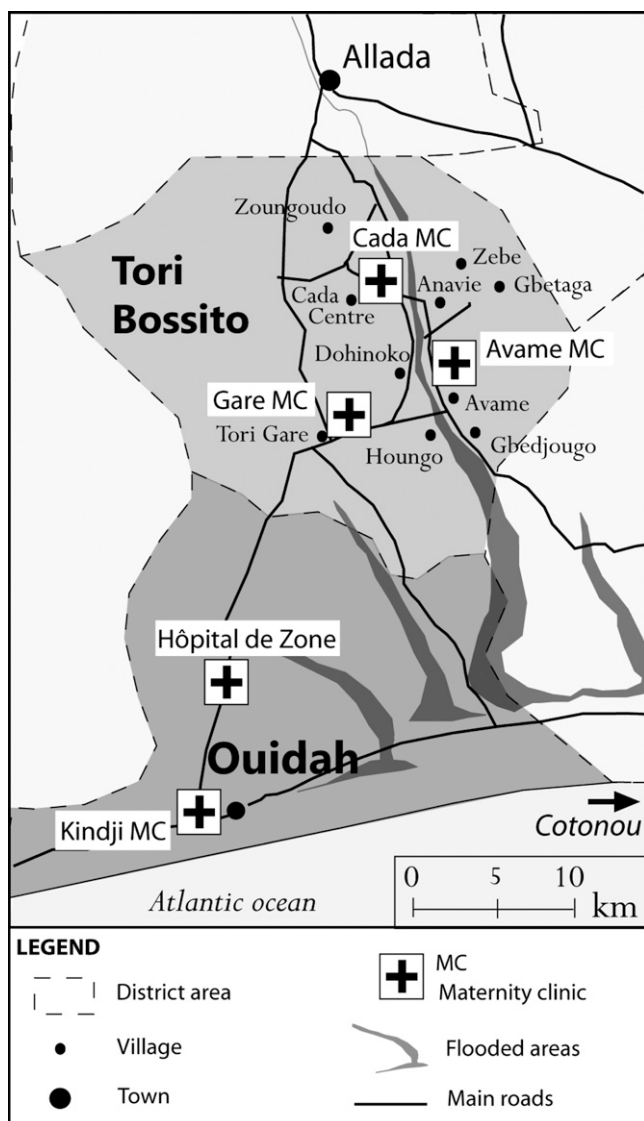 Allada
Zoungoudo
Cada MC
Tori
Bossito
Zebe
Anavie
Gbetaga
Cada
Centre
Dohinoko
Avame MC
Gare MC
Avame
Tori Gare
Houngo
Gbedjougo
Hôpital de Zone
Ouidah
Kindji MC
Cotonou
Atlantic ocean
0 5 10
km
LEGEND
District area
MC
Maternity clinic
Village
Flooded areas
Town
Main roads